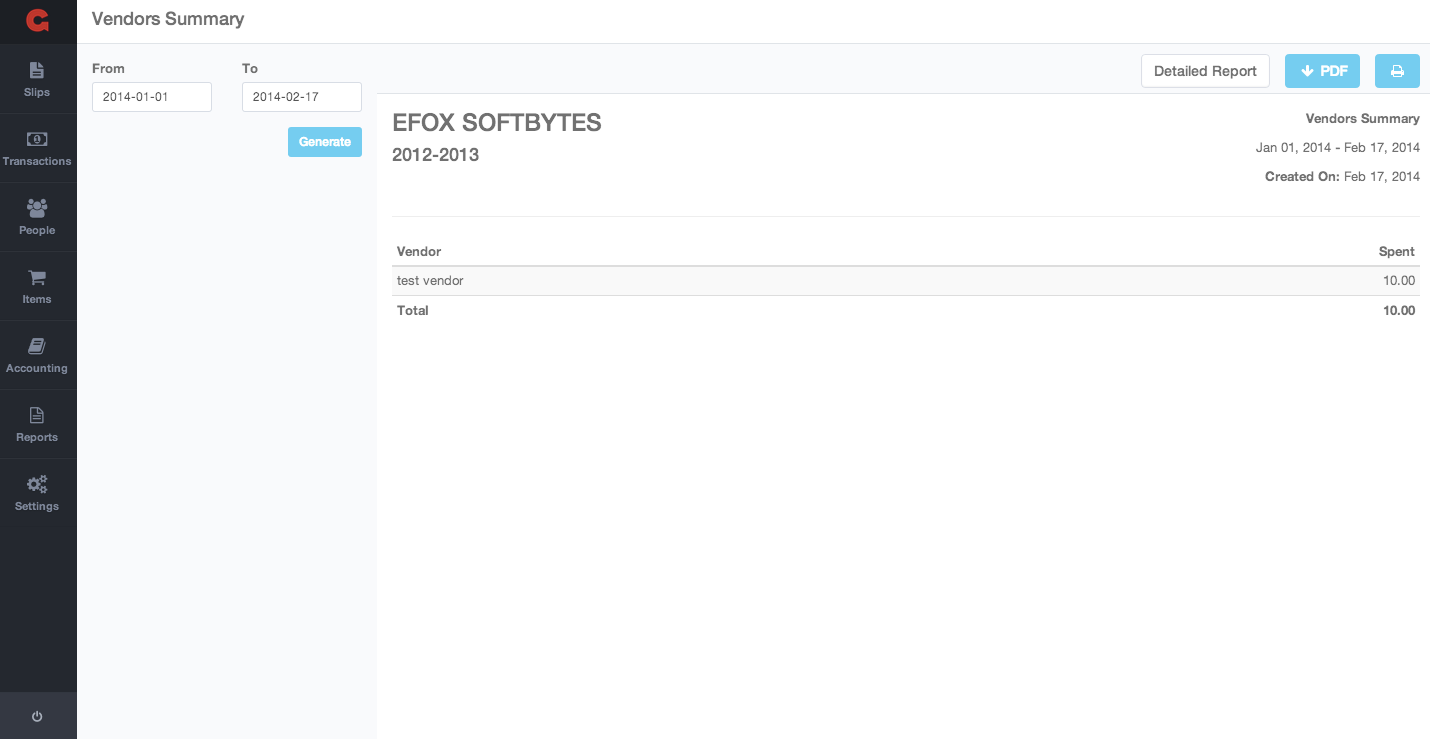 Vendors Summary
Slips
Transactions
People
Items
Accounting
Reports
Settings
From To
2014-01-01 2014-02-17
Generate
Detailed Report PDF
EFOX SOFTBYTES
2012-2013
Vendors Summary
Jan 01, 2014 - Feb 17, 2014
Created On: Feb 17, 2014
Vendor Spent
test vendor 10.00
Total 10.00